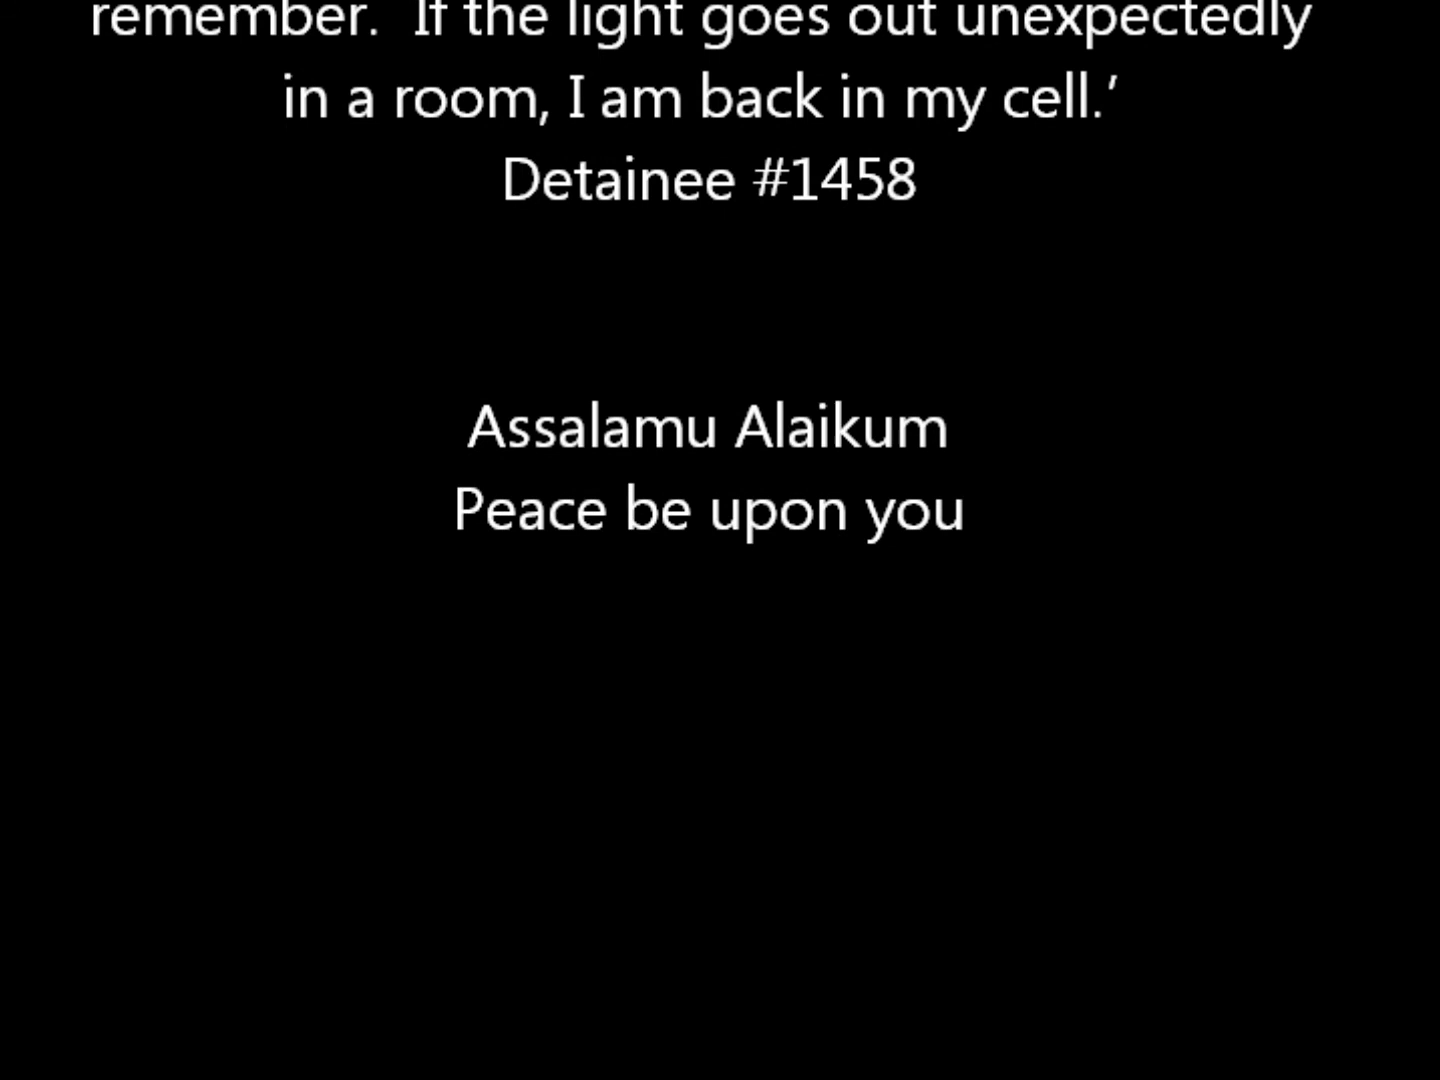 remember.  If the light goes out unexpectedly
in a room, I am back in my cell.’
Detainee #1458
Assalamu Alaikum
Peace be upon you